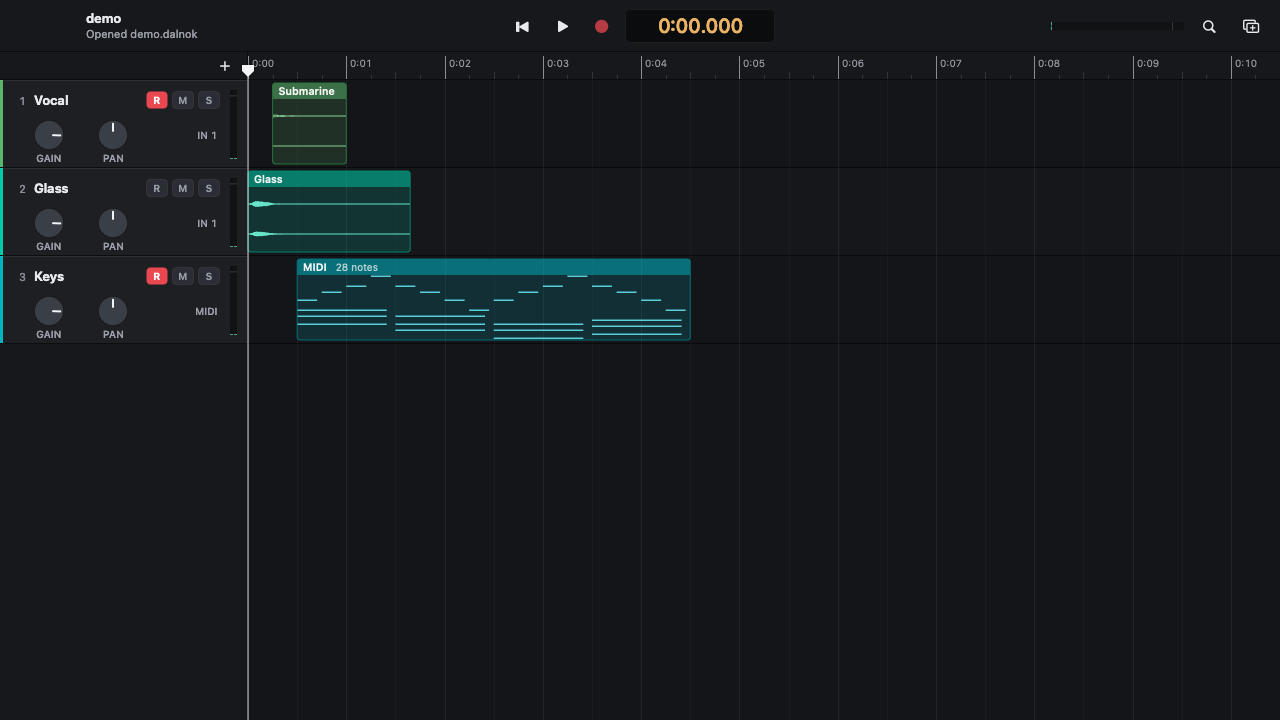 demo
Opened demo.dalnok
0:00.000
+
0:00 0:01 0:02 0:03 0:04 0:05 0:06 0:07 0:08 0:09 0:10
1 Vocal R M S
GAIN PAN IN 1
Submarine
2 Glass R M S
GAIN PAN IN 1
Glass
3 Keys R M S
GAIN PAN MIDI
MIDI 28 notes